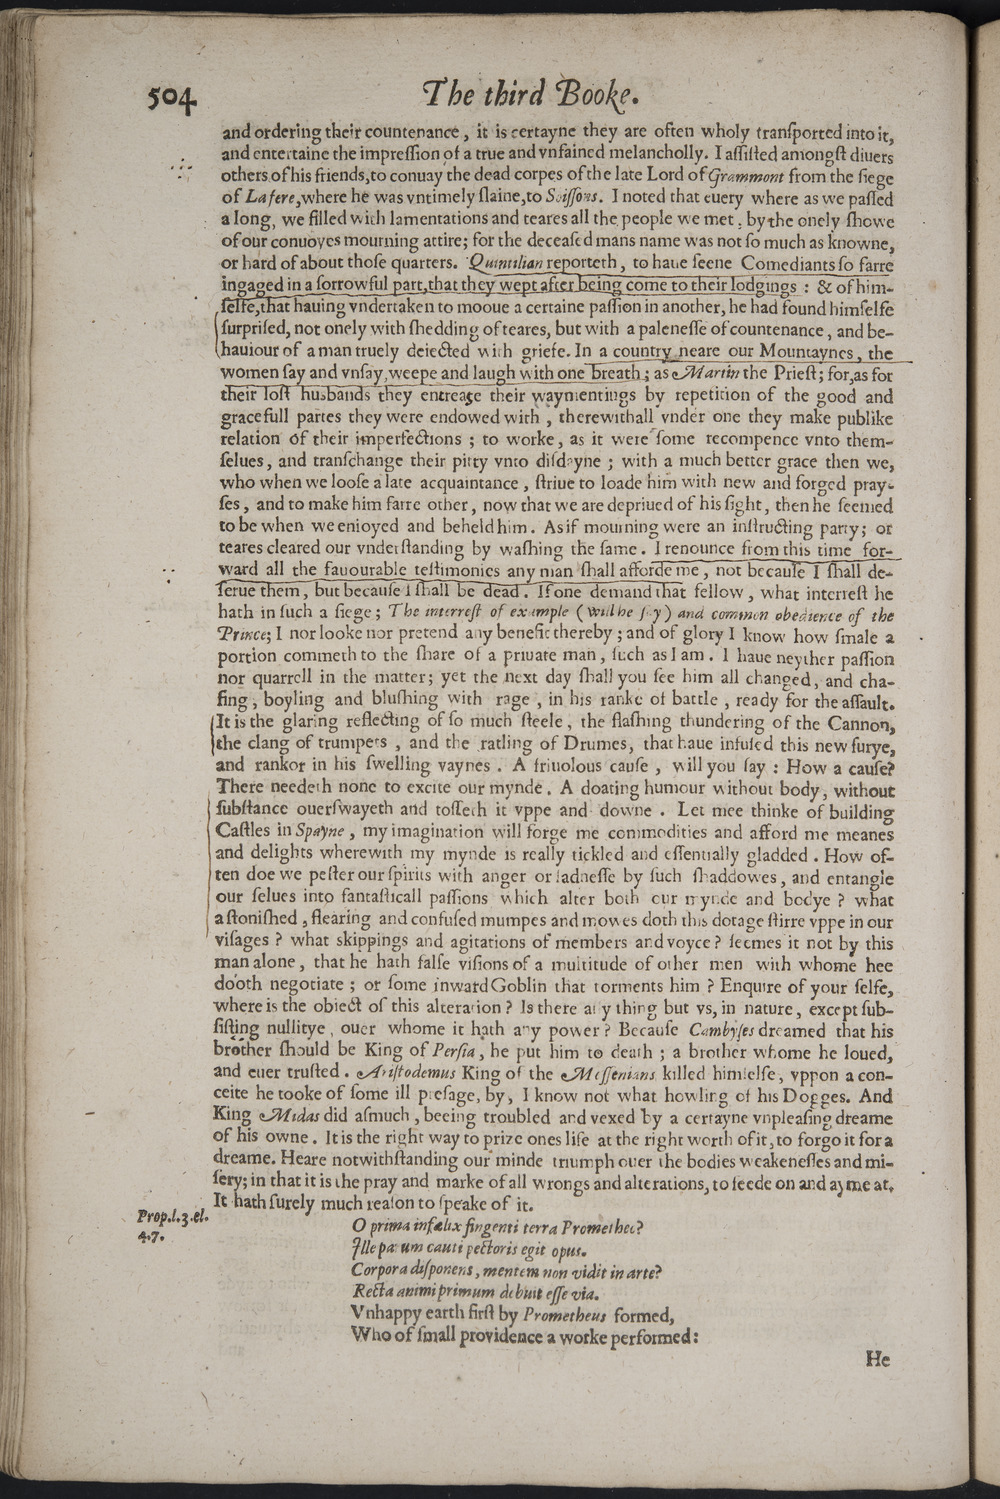 504 The third Booke.
and ordering their countenance, it is certayne they are often wholy tranſported into it,
and entertaine the impreſſion of a true and vnfained melancholly. I aſſiſted amongſt diuers
others of his friends, to conuay the dead corpes of the late Lord of Grammont from the ſiege
of Lafere, where he was vntimely ſlaine, to Soiſſons. I noted that euery where as we paſſed
a long, we filled with lamentations and teares all the people we met, by the onely ſhowe
of our conuoyes mourning attire; for the deceaſed mans name was not ſo much as knowne,
or hard of about thoſe quarters. Quintilian reporteth, to haue ſeene Comediants ſo farre
ingaged in a ſorrowful part, that they wept after being come to their lodgings : & of him-
ſelfe, that hauing vndertaken to mooue a certaine paſſion in another, he had found himſelfe
ſurpriſed, not onely with ſhedding of teares, but with a paleneſſe of countenance, and be-
hauiour of a man truely deiected with griefe. In a country neare our Mountaynes, the
women ſay and vnſay, weepe and laugh with one breath; as Martin the Prieſt; for, as for
their loſt husbands they entreaſe their waymentings by repetition of the good and
gracefull partes they were endowed with, therewithall vnder one they make publike
relation of their imperfections ; to worke, as it were ſome recompence vnto them-
ſelues, and tranſchange their pitty vnto diſdayne ; with a much better grace then we,
who when we looſe a late acquaintance, ſtriue to loade him with new and forged pray-
ſes, and to make him farre other, now that we are depriued of his ſight, then he ſeemed
to be when we enioyed and beheld him. As if mourning were an inſtructing party; or
teares cleared our vnderſtanding by waſhing the ſame. I renounce from this time for-
ward all the fauourable teſtimonies any man ſhall afforde me, not becauſe I ſhall de-
ſerue them, but becauſe I ſhall be dead. If one demand that fellow, what interreſt he
hath in ſuch a ſiege; The interreſt of example (will he ſay) and common obedience of the
Prince; I nor looke nor pretend any benefit thereby ; and of glory I know how ſmale a
portion commeth to the ſhare of a priuate man, ſuch as I am. I haue neyther paſſion
nor quarrell in the matter; yet the next day ſhall you ſee him all changed, and cha-
fing, boyling and bluſhing with rage, in his ranke of battle, ready for the aſſault.
It is the glaring reflecting of ſo much ſteele, the flaſhing thundering of the Cannon,
the clang of trumpets, and the ratling of Drumes, that haue infuſed this new furye,
and rankor in his ſwelling vaynes. A friuolous cauſe, will you ſay : How a cauſe?
There needeth none to excite our mynde. A doating humour without body, without
ſubſtance ouerſwayeth and toſſeth it vppe and downe. Let mee thinke of building
Caſtles in Spayne, my imagination will forge me commodities and afford me meanes
and delights wherewith my mynde is really tickled and eſſentially gladded. How of-
ten doe we peſter our ſpirits with anger or ſadneſſe by ſuch ſhaddowes, and entangle
our ſelues into fantaſticall paſſions which alter both our mynde and bodye ? what
aſtoniſhed, flearing and confuſed mumpes and mowes doth this dotage ſtirre vppe in our
viſages ? what skippings and agitations of members and voyce? ſeemes it not by this
man alone, that he hath falſe viſions of a multitude of other men with whome hee
dooth negotiate ; or ſome inward Goblin that torments him ? Enquire of your ſelfe,
where is the obiect of this alteration ? Is there any thing but vs, in nature, except ſub-
ſiſting nullitye, ouer whome it hath any power ? Becauſe Cambyſes dreamed that his
brother ſhould be King of Perſia, he put him to death ; a brother whome he loued,
and euer truſted. Ariſtodemus King of the Meſſenians killed himſelfe, vppon a con-
ceite he tooke of ſome ill preſage, by, I know not what howling of his Dogges. And
King Midas did aſmuch, beeing troubled and vexed by a certayne vnpleaſing dreame
of his owne. It is the right way to prize ones life at the right worth of it, to forgo it for a
dreame. Heare notwithſtanding our minde triumph ouer the bodies weakeneſſes and mi-
ſery; in that it is the pray and marke of all wrongs and alterations, to feede on and ayme at.
It hath ſurely much reaſon to ſpeake of it.
Prop. l. 3. el.
4.7.
O prima infælix fingenti terra Promethee?
Ille parum cauti pectoris egit opus.
Corpora diſponens, mentem non vidit in arte?
Recta animi primum debuit eſſe via.
Vnhappy earth firſt by Prometheus formed,
Who of ſmall providence a worke performed:
He